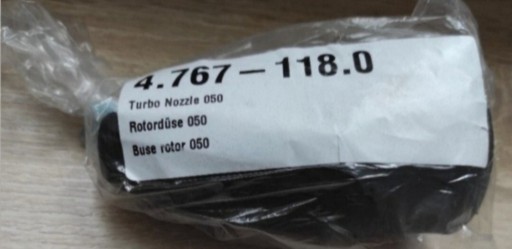 4.767-118.0
Turbo Nozzle 050
Rotordüse 050
Buse rotor 050